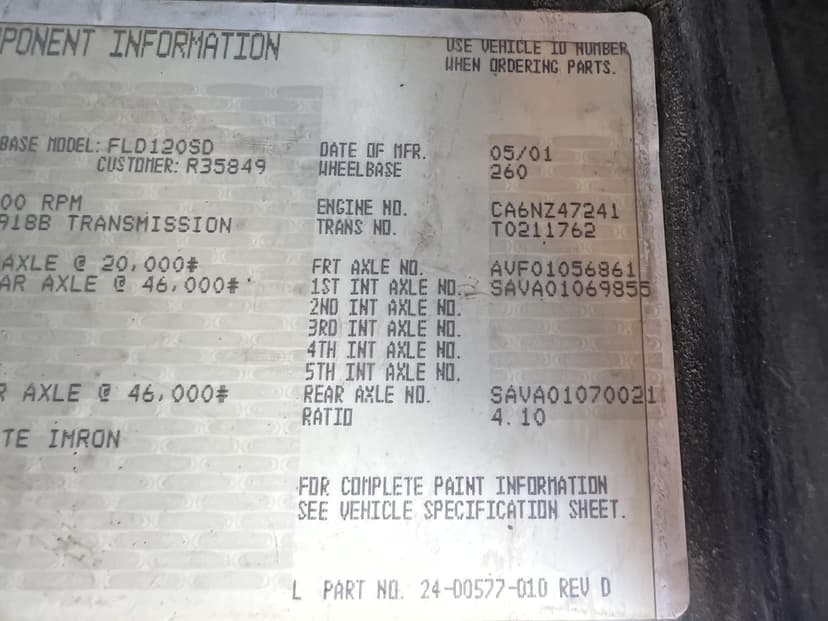 PONENT INFORMATION
USE VEHICLE ID NUMBER
WHEN ORDERING PARTS.
BASE MODEL: FLD120SD
CUSTOMER: R35849
DATE OF MFR. 05/01
WHEELBASE 260
00 RPM
ENGINE NO. CA6NZ47241
918B TRANSMISSION
TRANS NO. T0211762
AXLE @ 20,000#
FRT AXLE NO. AVF01056861
AR AXLE @ 46,000#
1ST INT AXLE NO. SAVA01069855
2ND INT AXLE NO.
3RD INT AXLE NO.
4TH INT AXLE NO.
5TH INT AXLE NO.
R AXLE @ 46,000#
REAR AXLE NO. SAVA01070021
RATIO 4.10
TE IMRON
FOR COMPLETE PAINT INFORMATION
SEE VEHICLE SPECIFICATION SHEET.
L PART NO. 24-00577-010 REV D